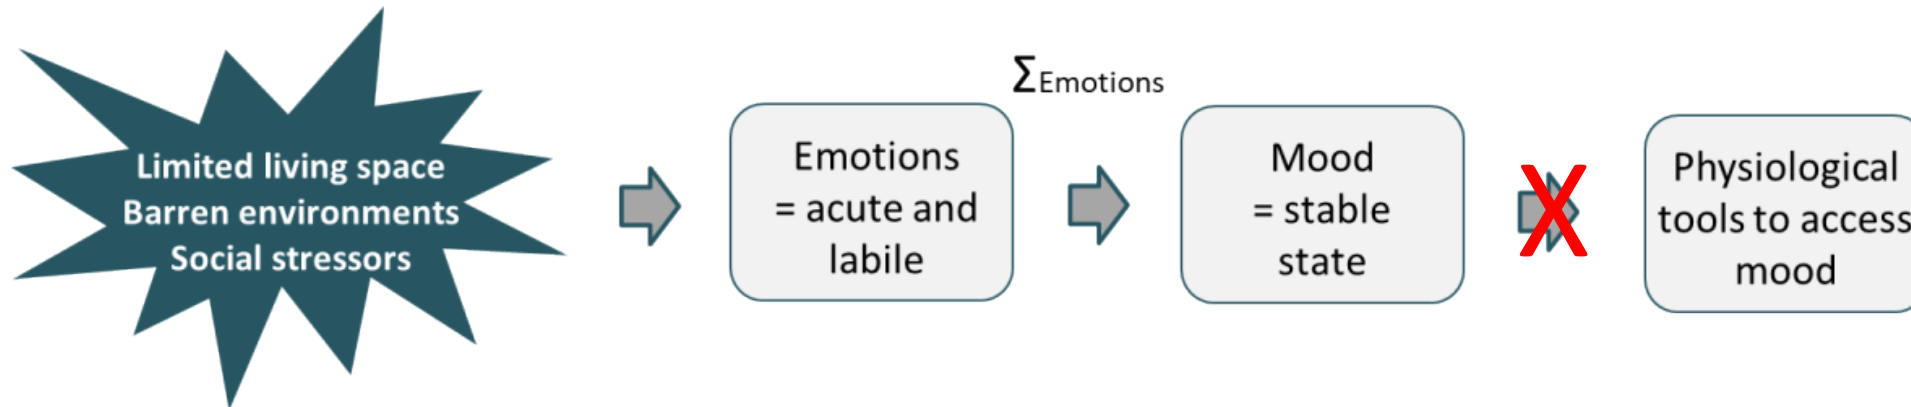 Limited living space
Barren environments
Social stressors
ΣEmotions
Emotions
= acute and
labile
Mood
= stable
state
X
Physiological
tools to access
mood